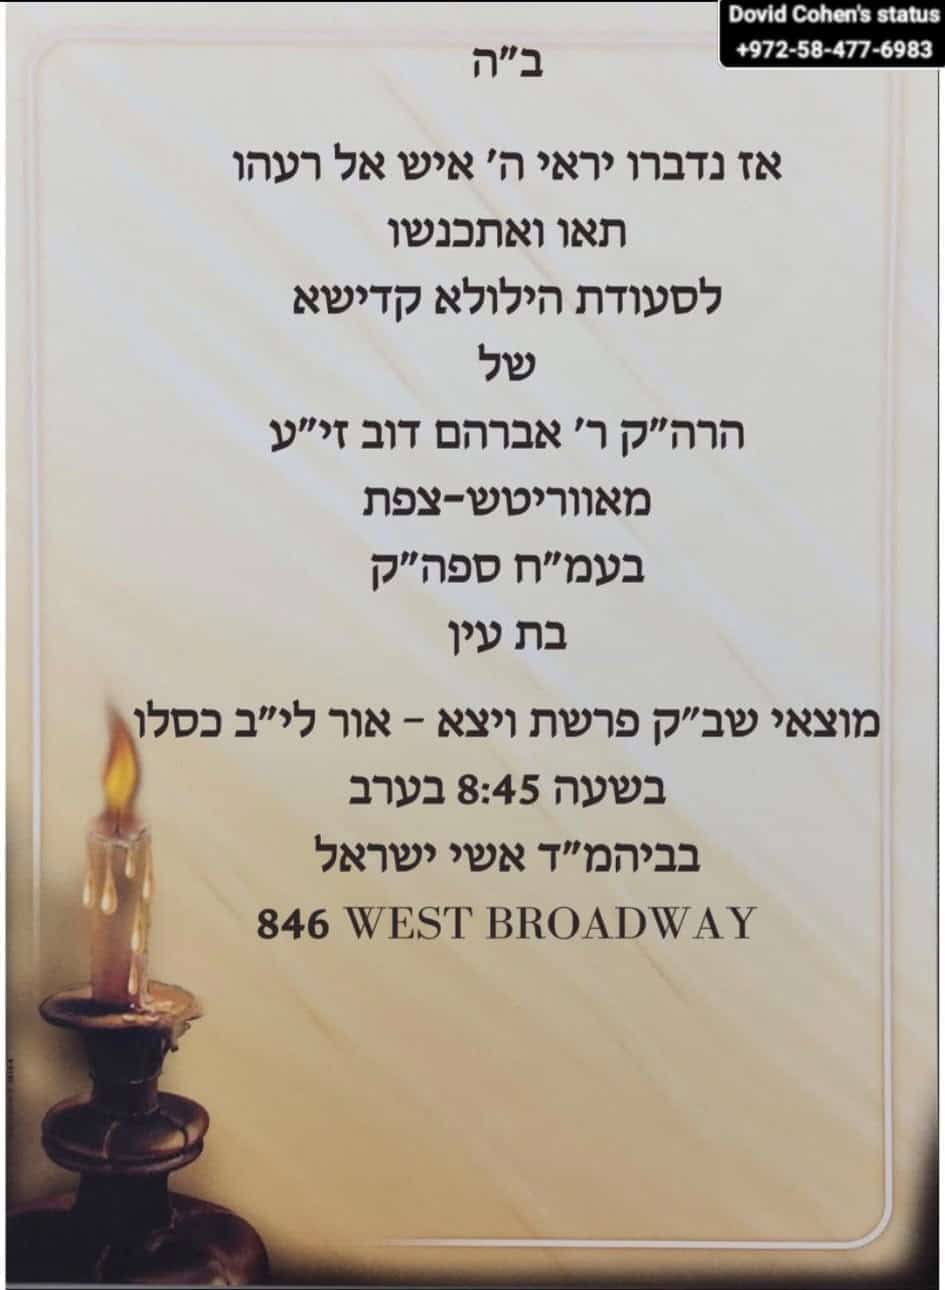 Dovid Cohen's status
+972-58-477-6983
ב"ה
אז נדברו יראי ה' איש אל רעהו
תאו ואתכנשו
לסעודת הילולא קדישא
של
הרה"ק ר' אברהם דוב זי"ע
מאווריטש-צפת
בעמ"ח ספה"ק
בת עין
מוצאי שב"ק פרשת ויצא - אור לי"ב כסלו
בשעה 8:45 בערב
בביהמ"ד אשי ישראל
846 WEST BROADWAY